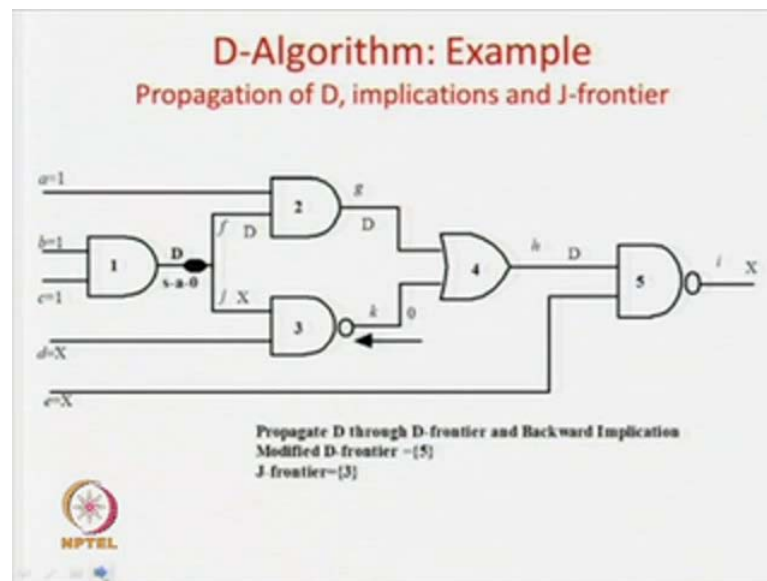 D-Algorithm: Example
Propagation of D, implications and J-frontier
a=1
g
2
f D
D
b=1
D
h D
i X
1
4
5
s-a-0
c=1
j X
k 0
3
d=X
e=X
Propagate D through D-frontier and Backward Implication
Modified D-frontier ={5}
J-frontier={3}
NPTEL